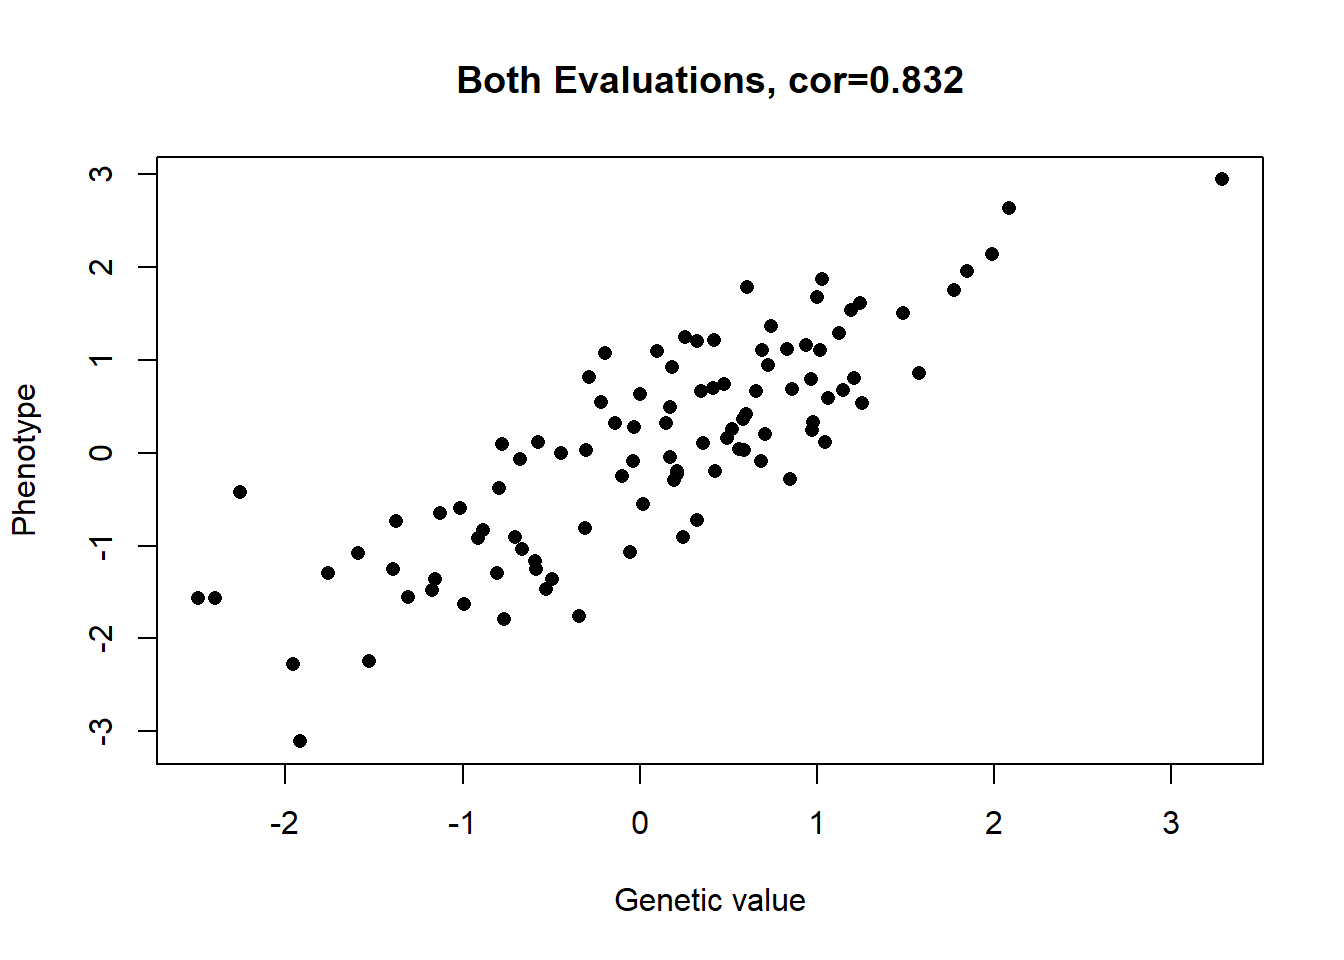 Both Evaluations, cor=0.832
3
2
1
0
-1
-2
-3
Phenotype
-2 -1 0 1 2 3
Genetic value